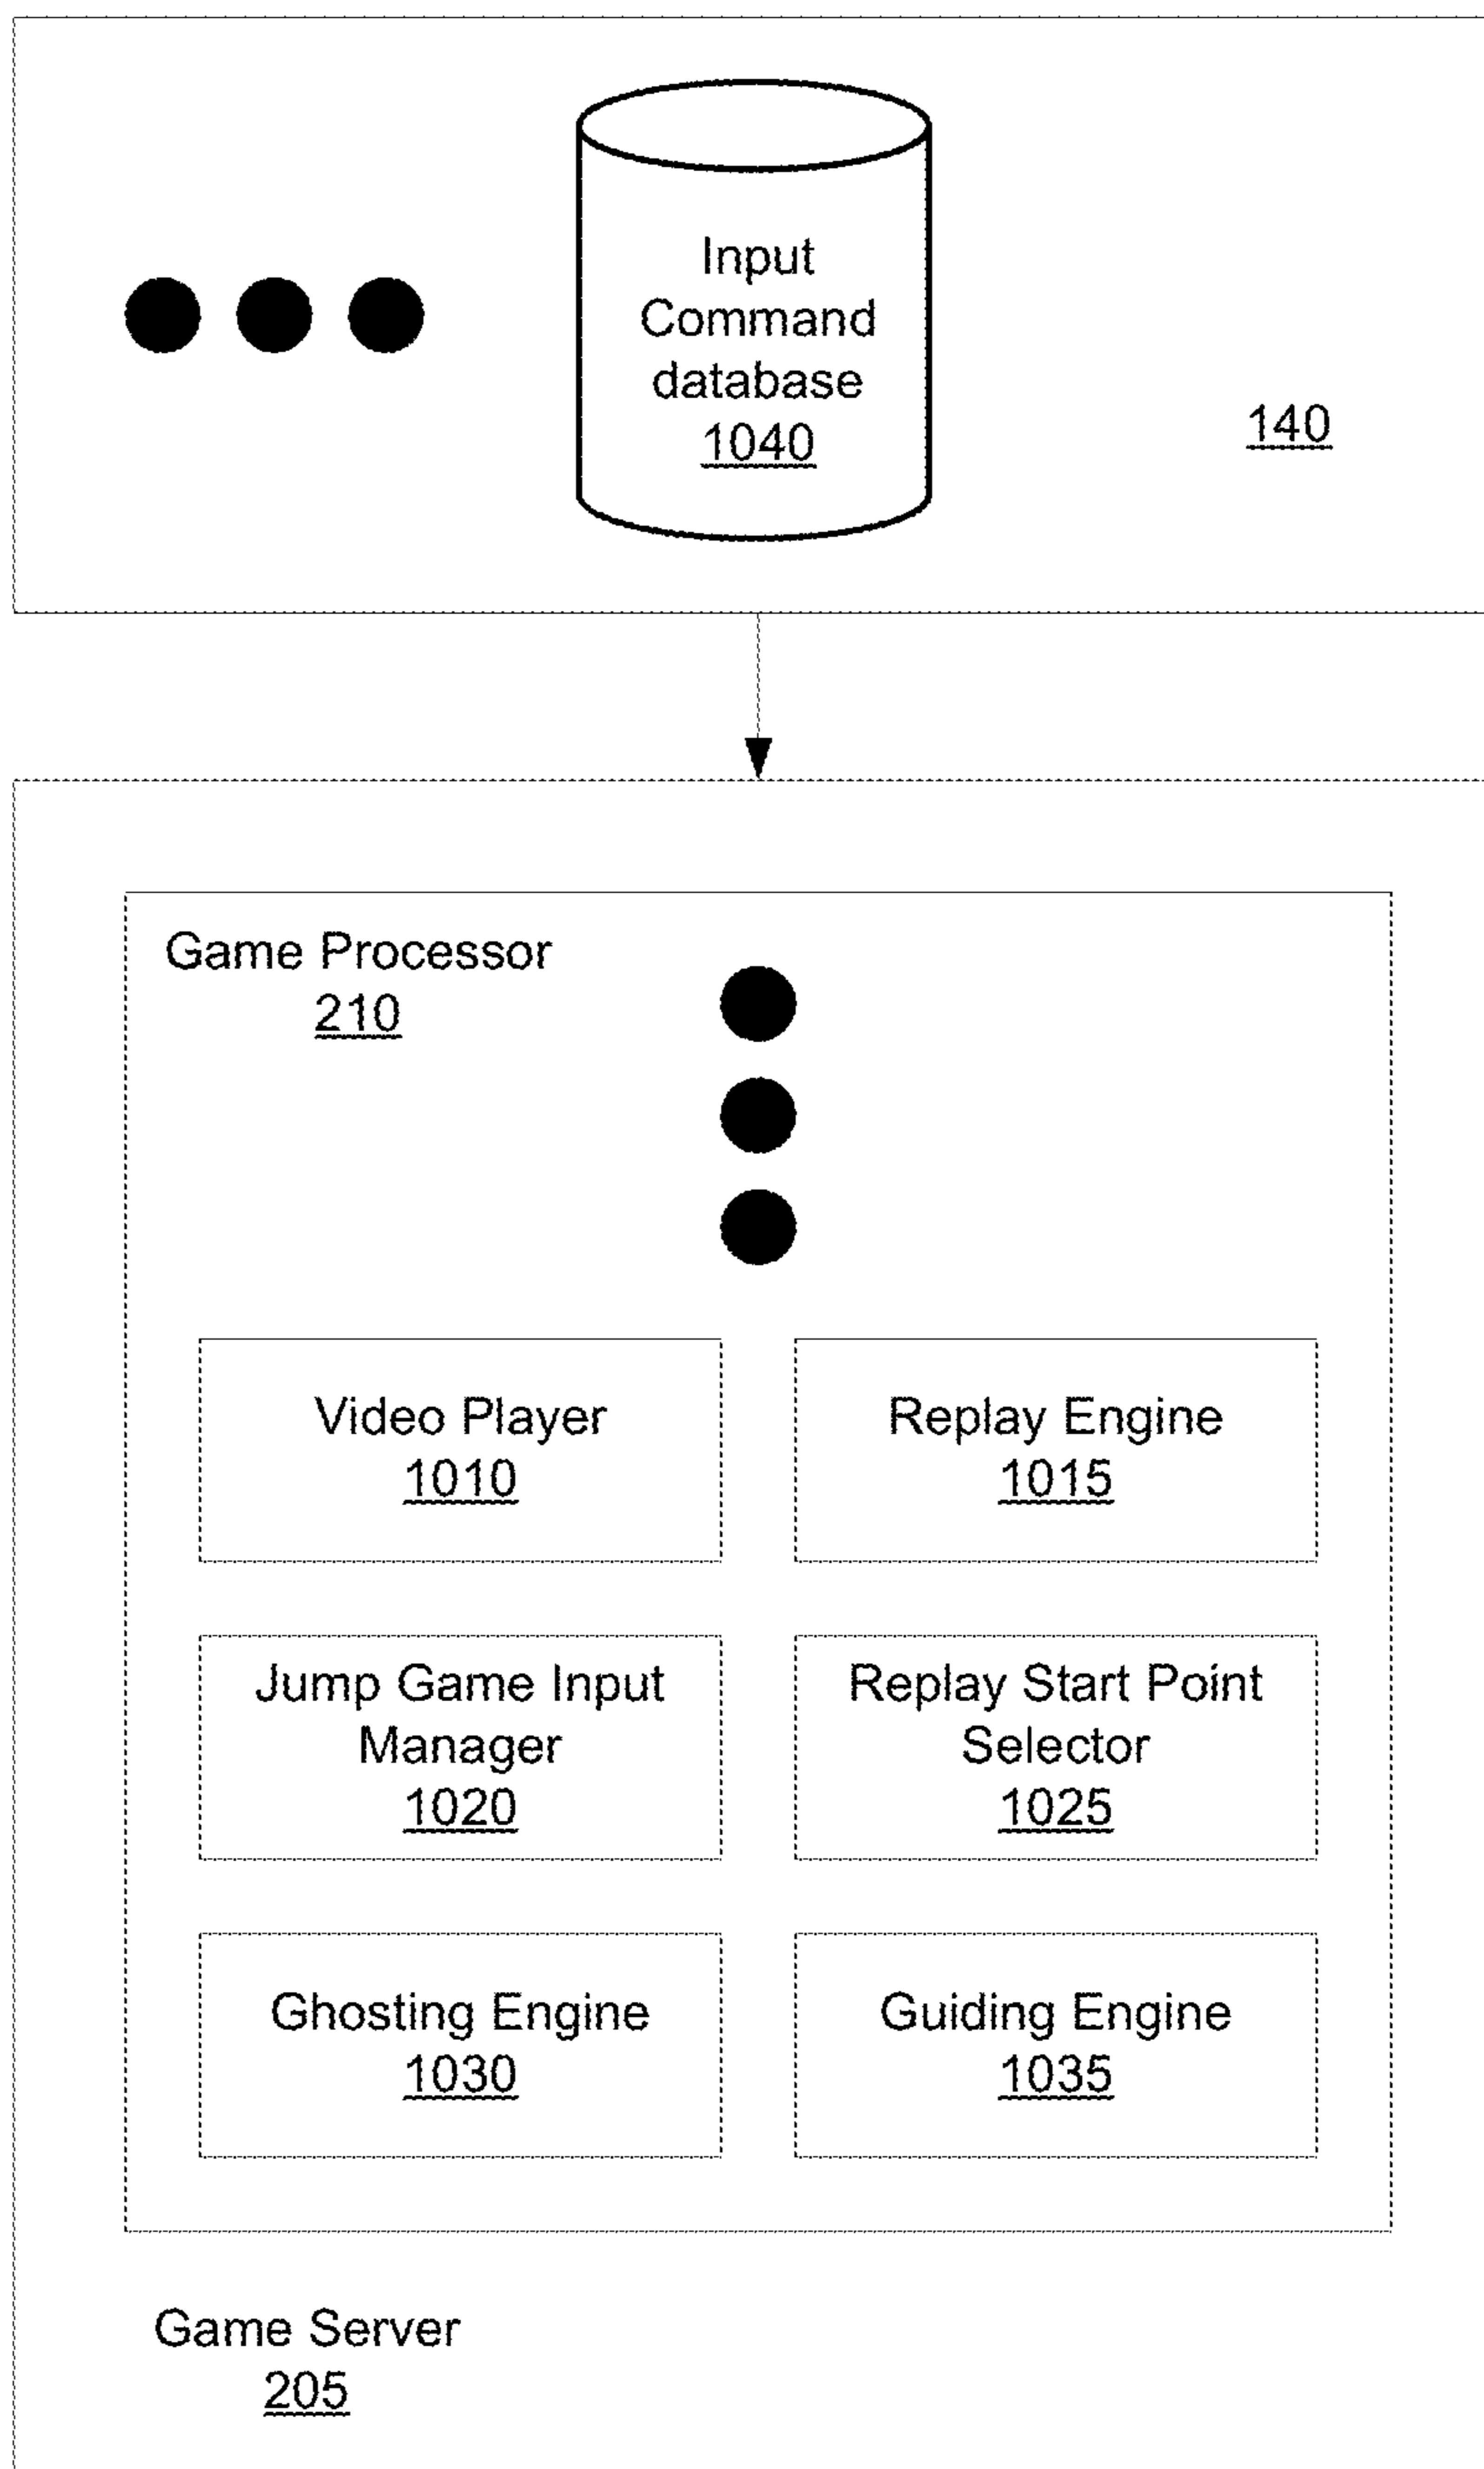 Input
Command
database
1040
140
Game Processor
210
Video Player
1010
Replay Engine
1015
Jump Game Input
Manager
1020
Replay Start Point
Selector
1025
Ghosting Engine
1030
Guiding Engine
1035
Game Server
205